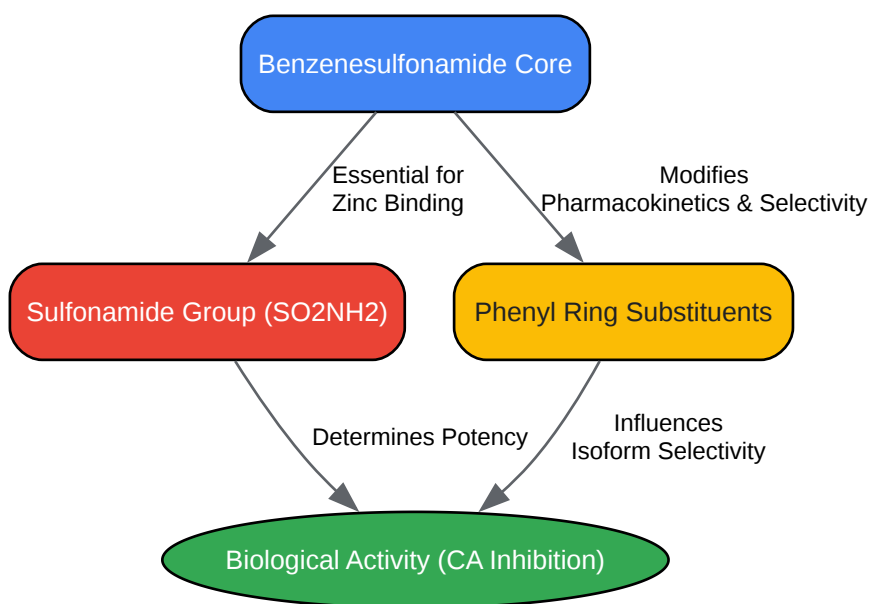 Benzenesulfonamide Core
Essential for
Zinc Binding
Modifies
Pharmacokinetics & Selectivity
Sulfonamide Group (SO2NH2)
Phenyl Ring Substituents
Determines Potency
Influences
Isoform Selectivity
Biological Activity (CA Inhibition)